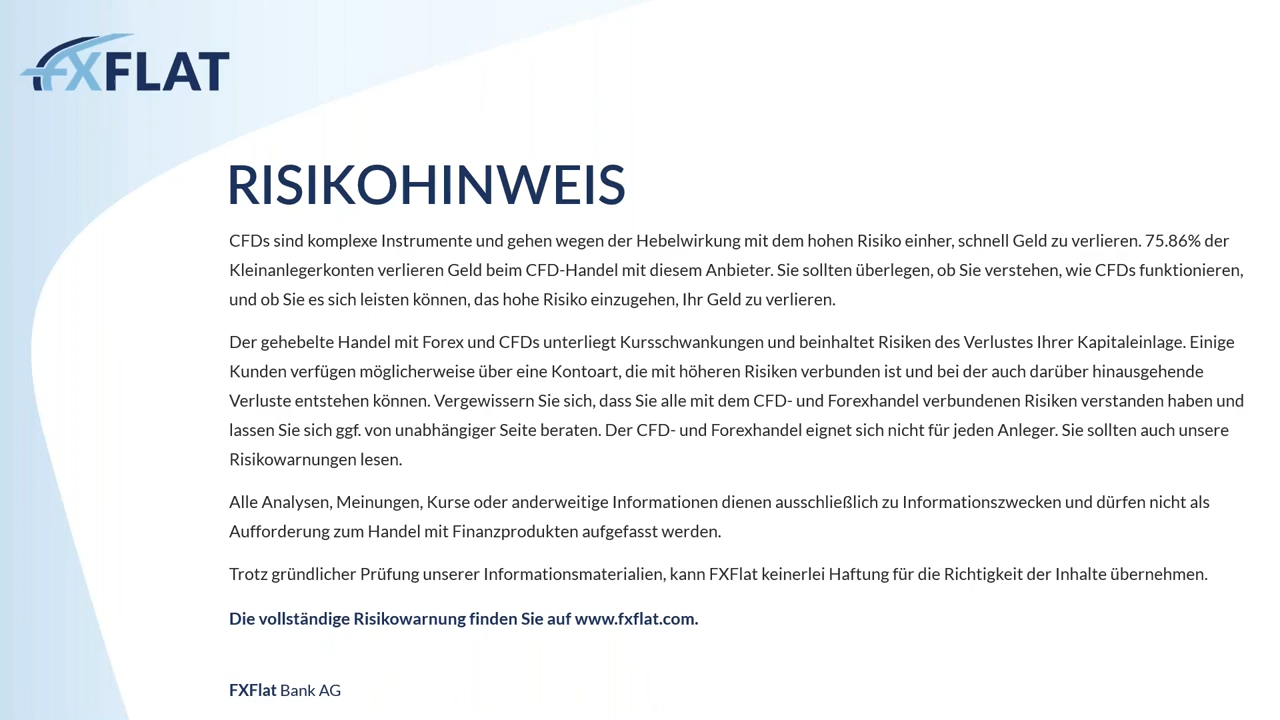 FXFLAT
RISIKOHINWEIS
CFDs sind komplexe Instrumente und gehen wegen der Hebelwirkung mit dem hohen Risiko einher, schnell Geld zu verlieren. 75.86% der
Kleinanlegerkonten verlieren Geld beim CFD-Handel mit diesem Anbieter. Sie sollten überlegen, ob Sie verstehen, wie CFDs funktionieren,
und ob Sie es sich leisten können, das hohe Risiko einzugehen, Ihr Geld zu verlieren.
Der gehebelte Handel mit Forex und CFDs unterliegt Kursschwankungen und beinhaltet Risiken des Verlustes Ihrer Kapitaleinlage. Einige
Kunden verfügen möglicherweise über eine Kontoart, die mit höheren Risiken verbunden ist und bei der auch darüber hinausgehende
Verluste entstehen können. Vergewissern Sie sich, dass Sie alle mit dem CFD- und Forexhandel verbundenen Risiken verstanden haben und
lassen Sie sich ggf. von unabhängiger Seite beraten. Der CFD- und Forexhandel eignet sich nicht für jeden Anleger. Sie sollten auch unsere
Risikowarnungen lesen.
Alle Analysen, Meinungen, Kurse oder anderweitige Informationen dienen ausschließlich zu Informationszwecken und dürfen nicht als
Aufforderung zum Handel mit Finanzprodukten aufgefasst werden.
Trotz gründlicher Prüfung unserer Informationsmaterialien, kann FXFlat keinerlei Haftung für die Richtigkeit der Inhalte übernehmen.
Die vollständige Risikowarnung finden Sie auf www.fxflat.com.
FXFlat Bank AG